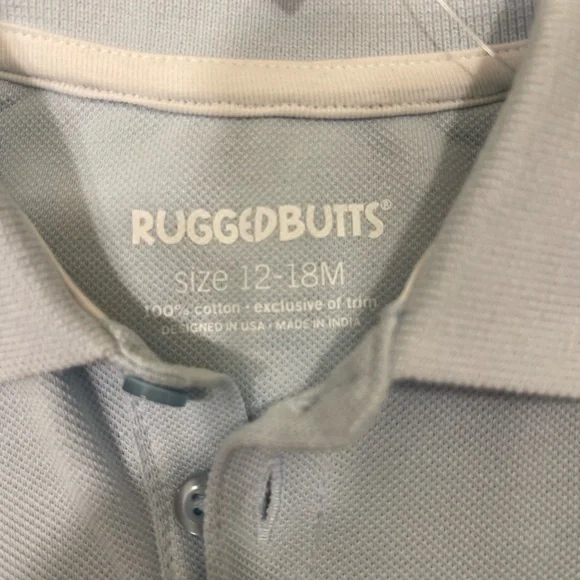 RUGGEDBUTTS®
SIZE 12-18M
100% cotton • exclusive of trim
DESIGNED IN USA • MADE IN INDIA